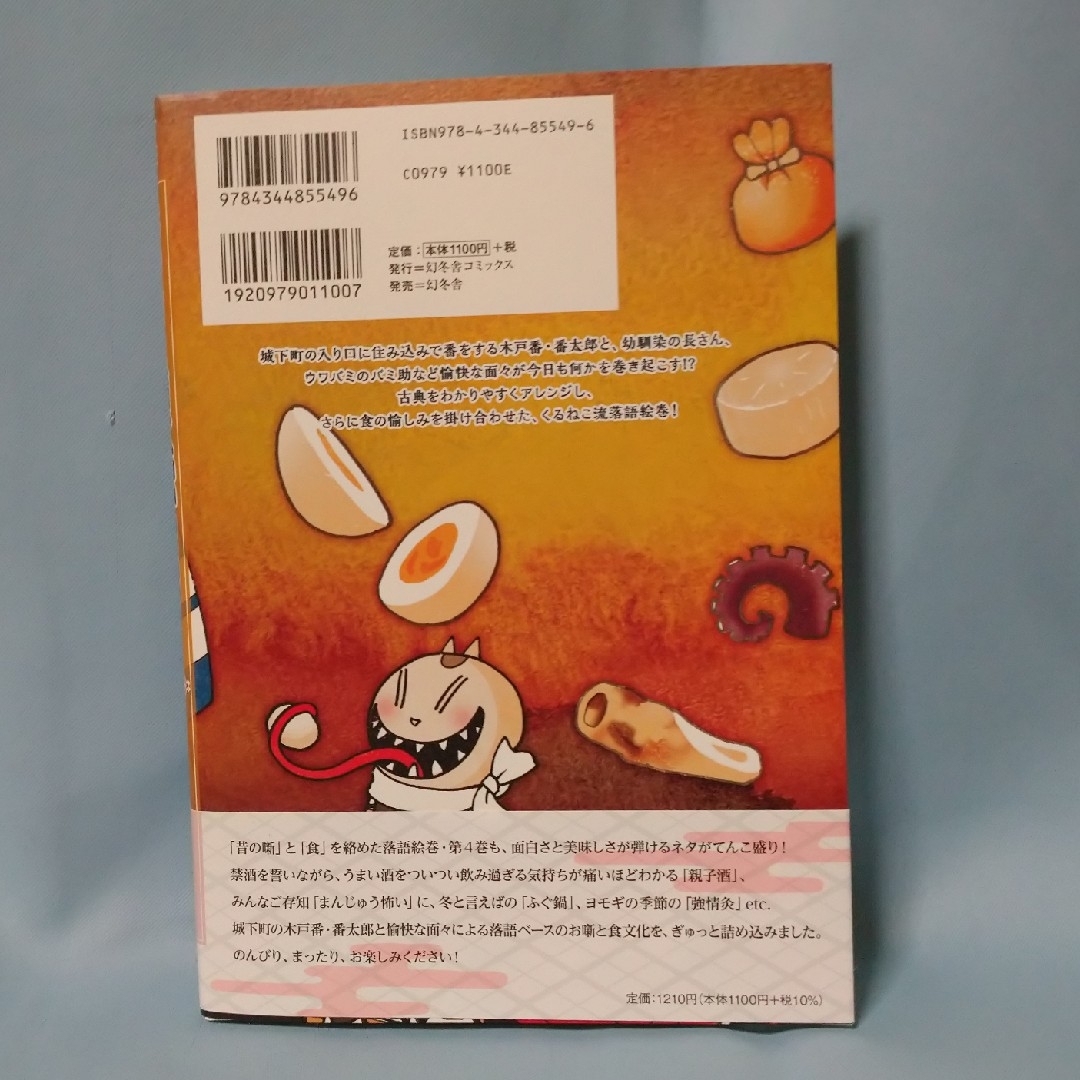 ISBN978-4-344-85549-6
C0979 ¥1100E
9784344855496
1920979011007
定価：本体1100円+税
発行＝幻冬舎コミックス
発売＝幻冬舎
城下町の入り口に住み込みで番をする木戸番・番太郎と、幼馴染の長さん、
ウワバミのバミ助など愉快な面々が今日も何かを巻き起こす!?
古典をわかりやすくアレンジし、
さらに食の愉しみを掛け合わせた、くるねこ流落語絵巻！
「昔の噺」と「食」を絡めた落語絵巻・第4巻も、面白さと美味しさが弾けるネタがてんこ盛り！
禁酒を誓いながら、うまい酒をついつい飲み過ぎる気持ちが痛いほどわかる「親子酒」、
みんなご存知「まんじゅう怖い」に、冬と言えばの「ふぐ鍋」、ヨモギの季節の「強情灸」etc.
城下町の木戸番・番太郎と愉快な面々による落語ベースのお噺と食文化を、ぎゅっと詰め込みました。
のんびり、まったり、お楽しみください！
定価：1210円（本体1100円+税10%）